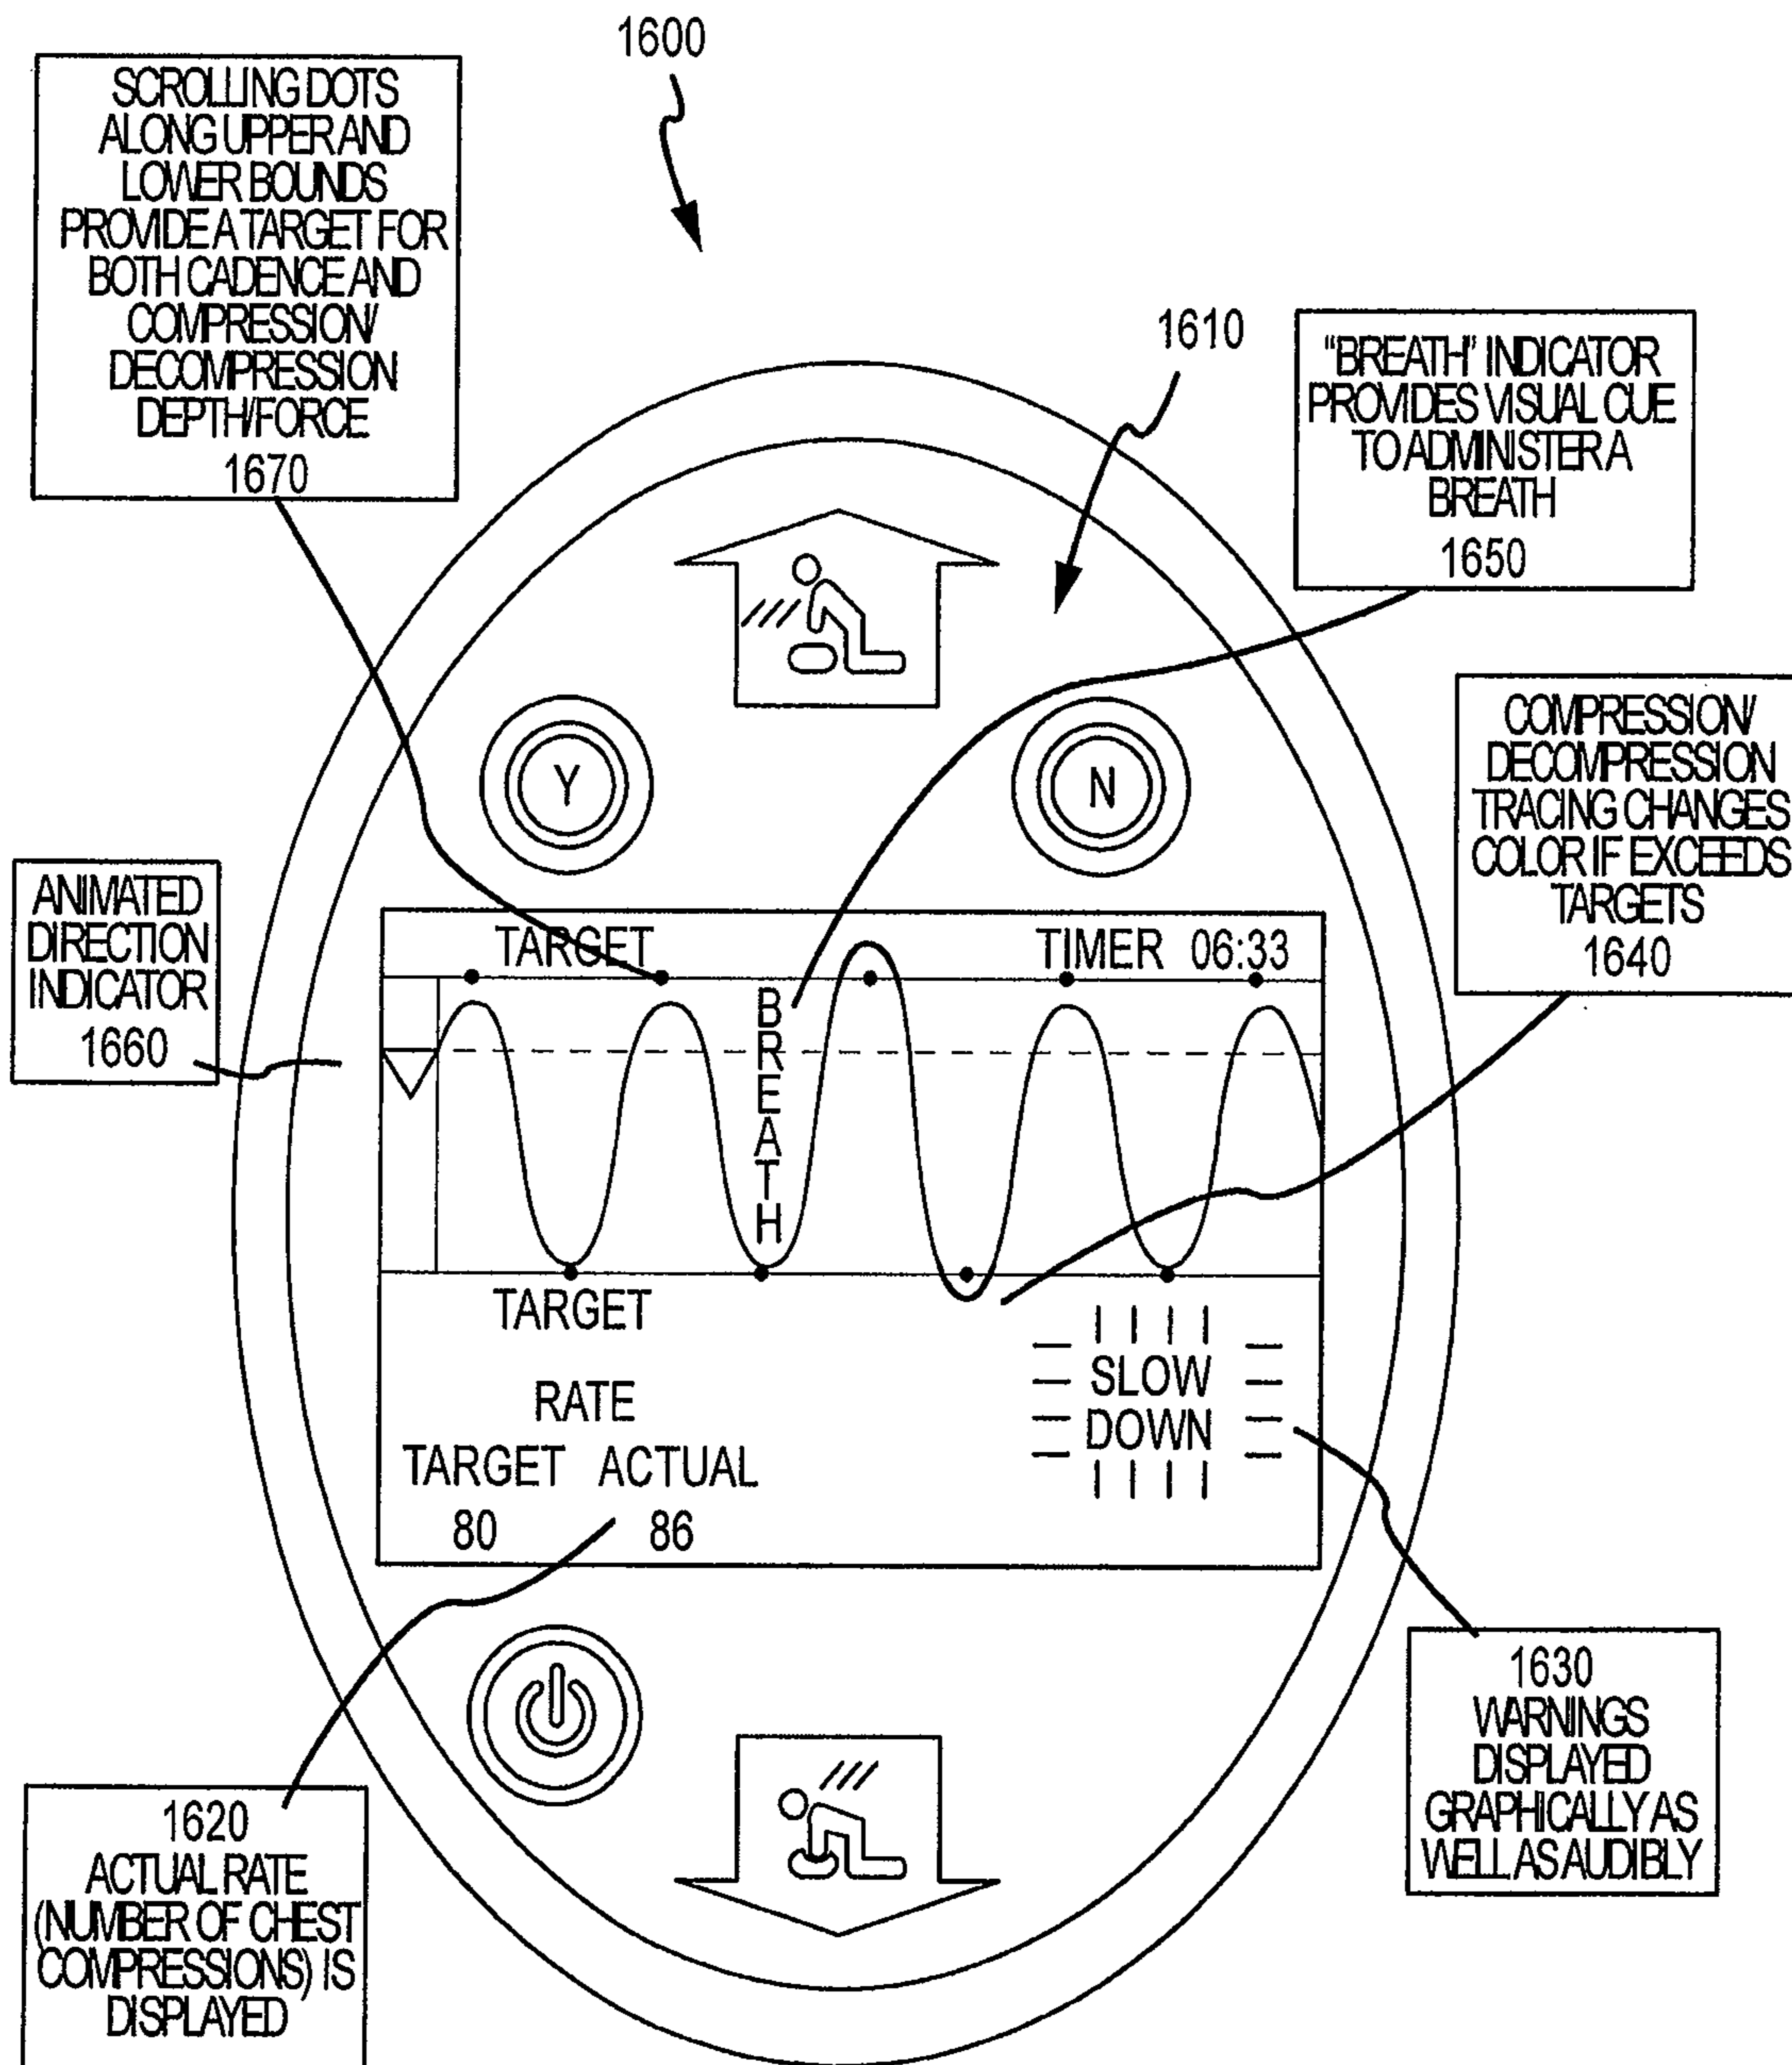 1600
SCROLLING DOTS
ALONG UPPER AND
LOWER BOUNDS
PROVIDE A TARGET FOR
BOTH CADENCE AND
COMPRESSION/
DECOMPRESSION
DEPTH/FORCE
1670
1610
"BREATH" INDICATOR
PROVIDES VISUAL CUE
TO ADMINISTER A
BREATH
1650
COMPRESSION/
DECOMPRESSION
TRACING CHANGES
COLOR IF EXCEEDS
TARGETS
1640
Y
N
ANIMATED
DIRECTION
INDICATOR
1660
TARGET
TIMER 06:33
BREATH
TARGET
SLOW
DOWN
RATE
TARGET ACTUAL
80 86
1630
WARNINGS
DISPLAYED
GRAPHICALLY AS
WELL AS AUDIBLY
1620
ACTUAL RATE
(NUMBER OF CHEST
COMPRESSIONS) IS
DISPLAYED